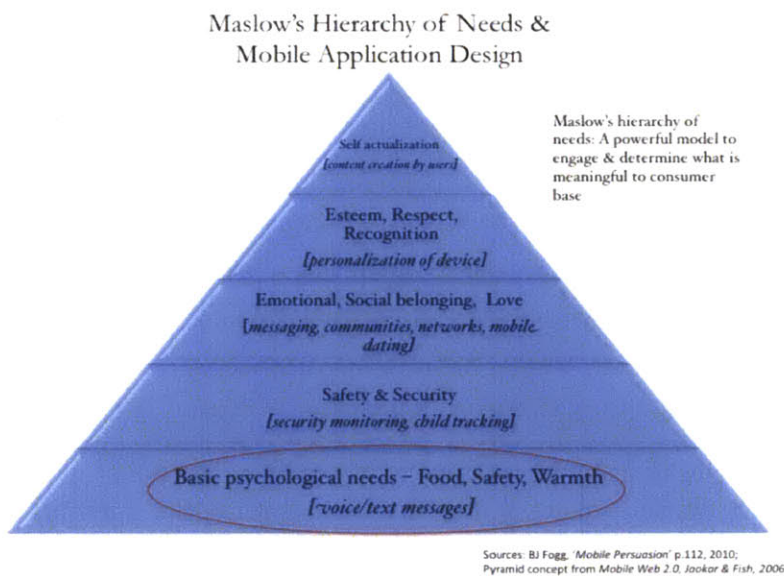 Maslow's Hierarchy of Needs &
Mobile Application Design
Maslow's hierarchy of
needs: A powerful model to
engage & determine what is
meaningful to consumer
base
Self actualization
[content creation by users]
Esteem, Respect,
Recognition
[personalization of device]
Emotional, Social belonging, Love
[messaging, communities, networks, mobile
dating]
Safety & Security
[security monitoring, child tracking]
Basic psychological needs – Food, Safety, Warmth
[voice/text messages]
Sources: BJ Fogg, 'Mobile Persuasion' p.112, 2010;
Pyramid concept from Mobile Web 2.0, Jaokar & Fish, 2006